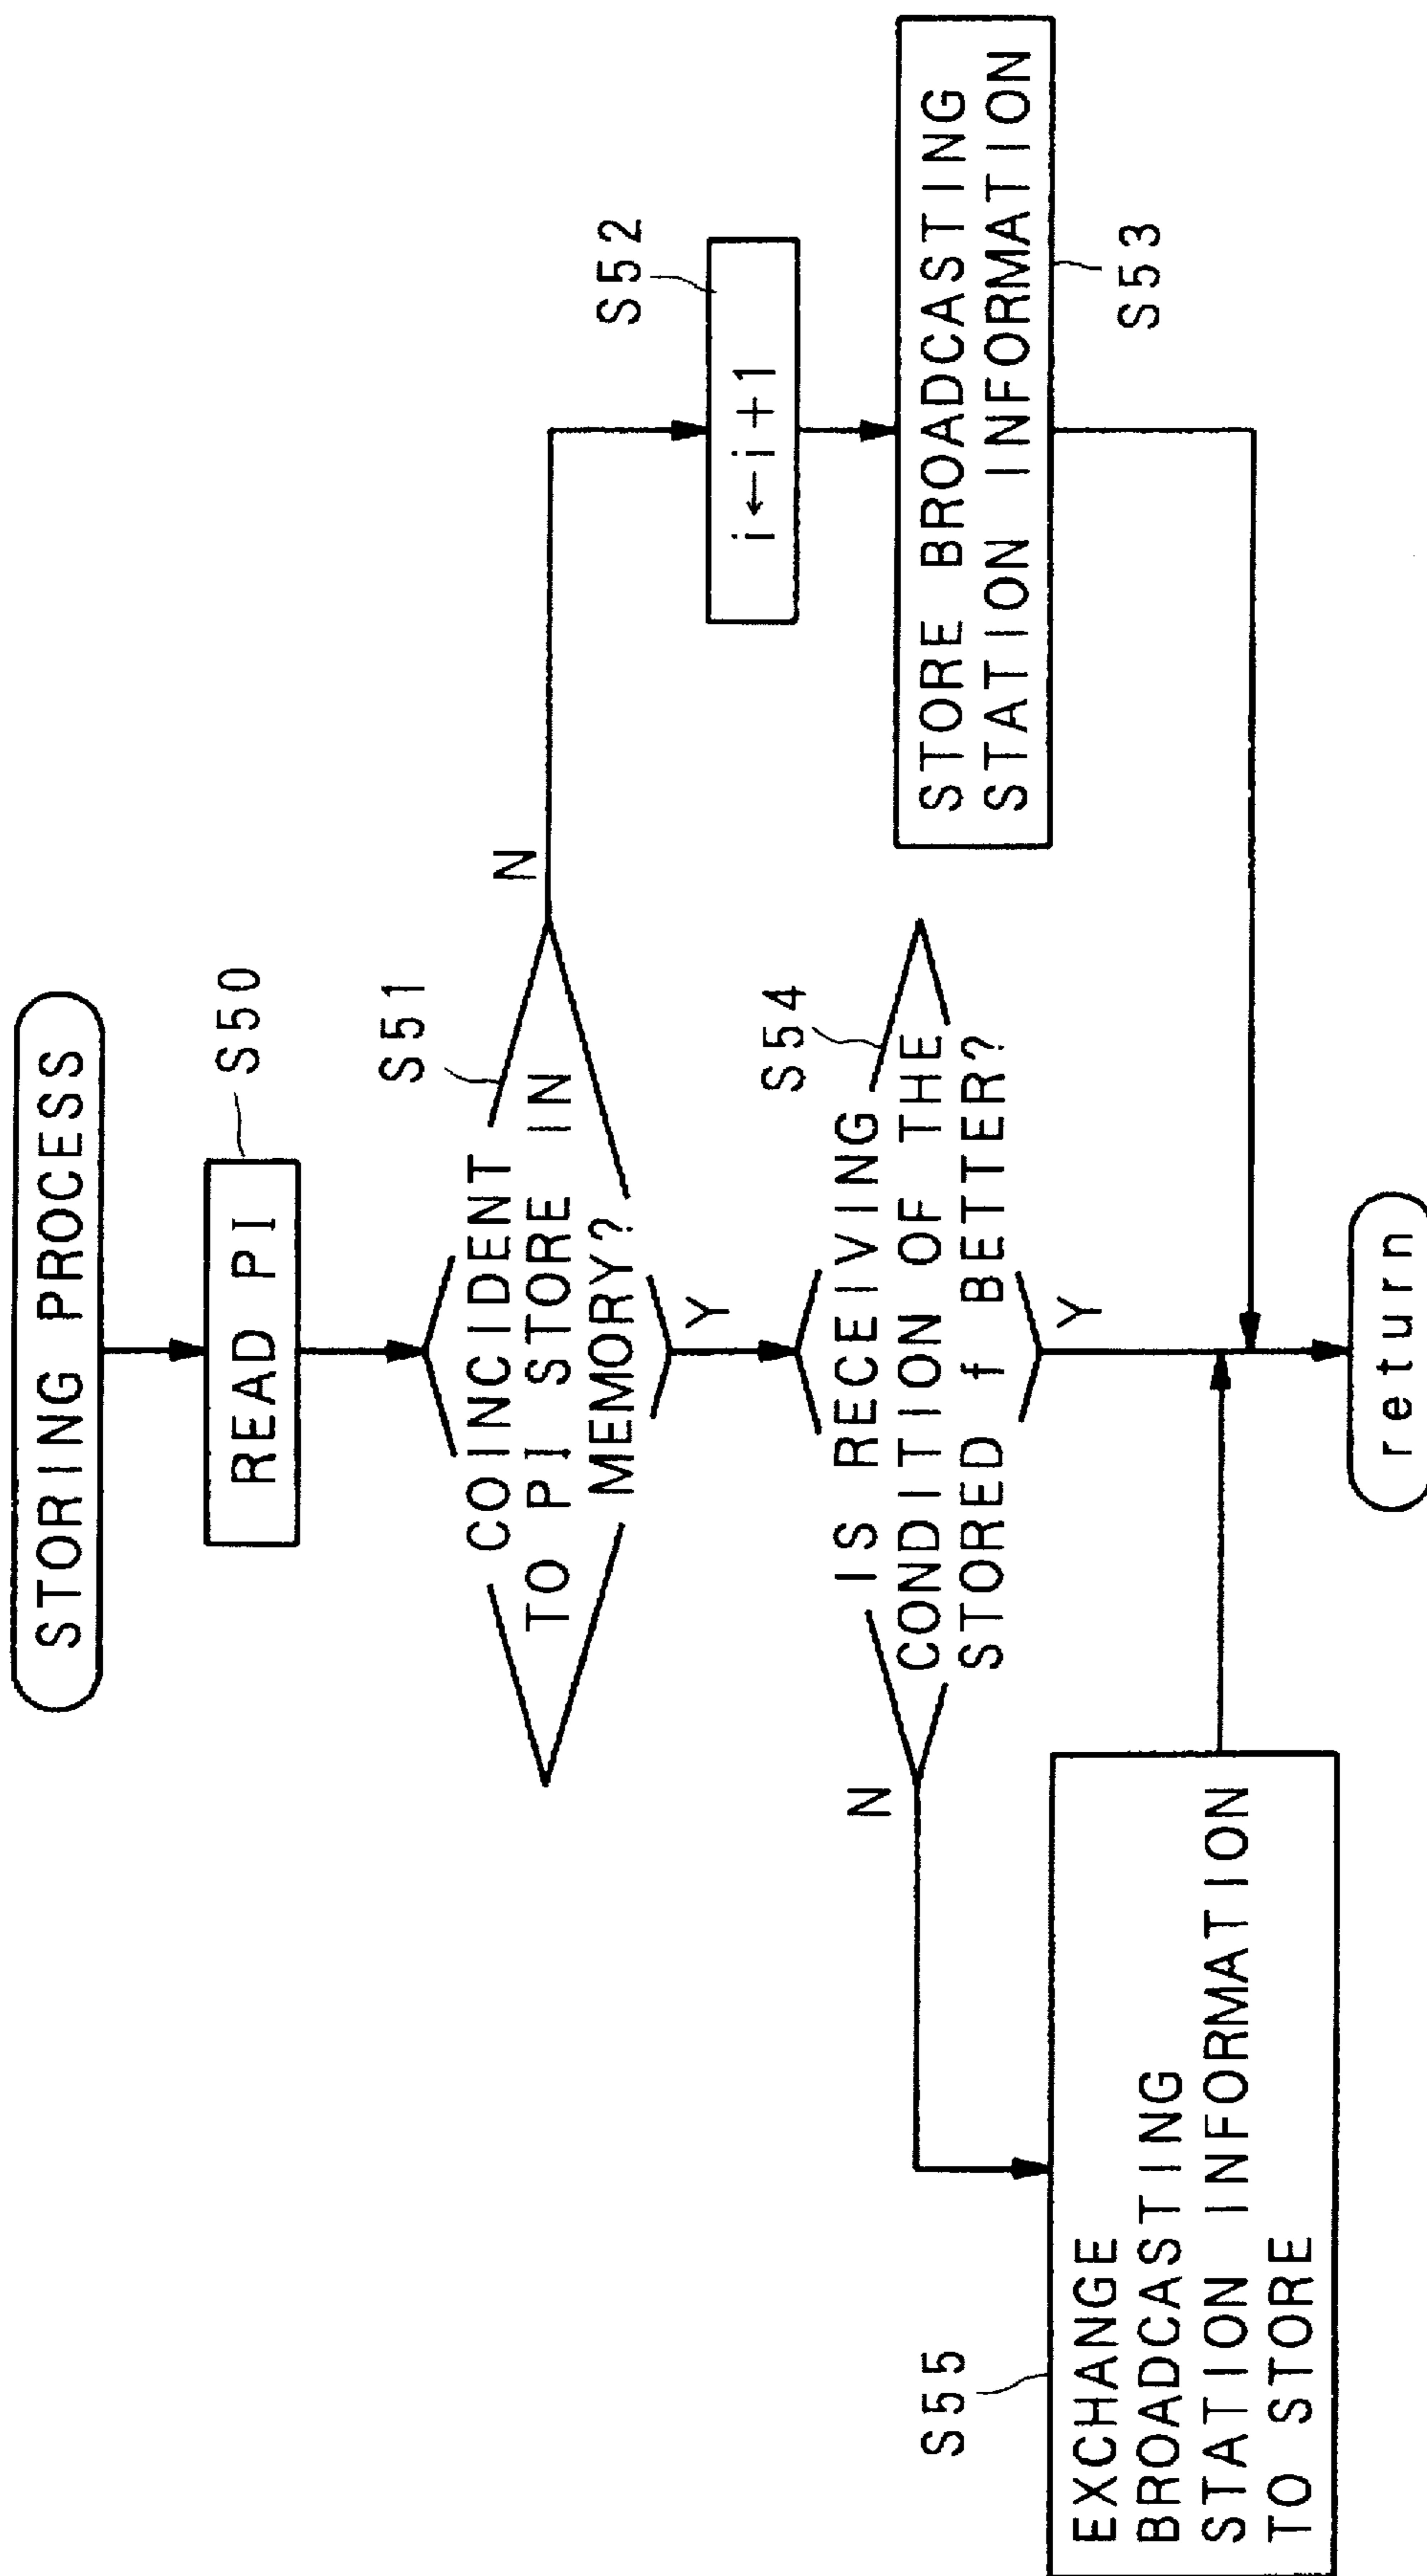 STORING PROCESS
READ PI
S50
COINCIDENT
TO PI STORE IN
MEMORY?
S51
N
Y
i←i+1
S52
STORE BROADCASTING
STATION INFORMATION
S53
IS RECEIVING
CONDITION OF THE
STORED f BETTER?
S54
N
Y
EXCHANGE
BROADCASTING
STATION INFORMATION
TO STORE
S55
return